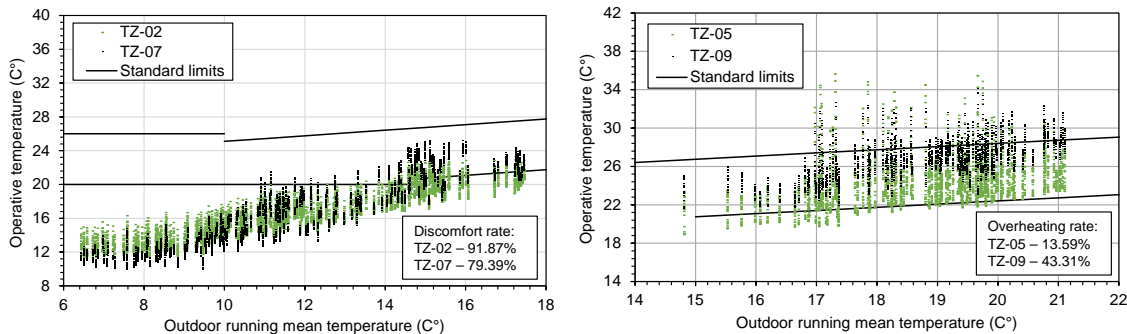 40
36
32
28
24
20
16
12
8
Operative temperature (C°)
TZ-02
TZ-07
Standard limits
Discomfort rate:
TZ-02 – 91.87%
TZ-07 – 79.39%
6 8 10 12 14 16 18
Outdoor running mean temperature (C°)
42
38
34
30
26
22
18
14
Operative temperature (C°)
TZ-05
TZ-09
Standard limits
Overheating rate:
TZ-05 – 13.59%
TZ-09 – 43.31%
14 15 16 17 18 19 20 21 22
Outdoor running mean temperature (C°)